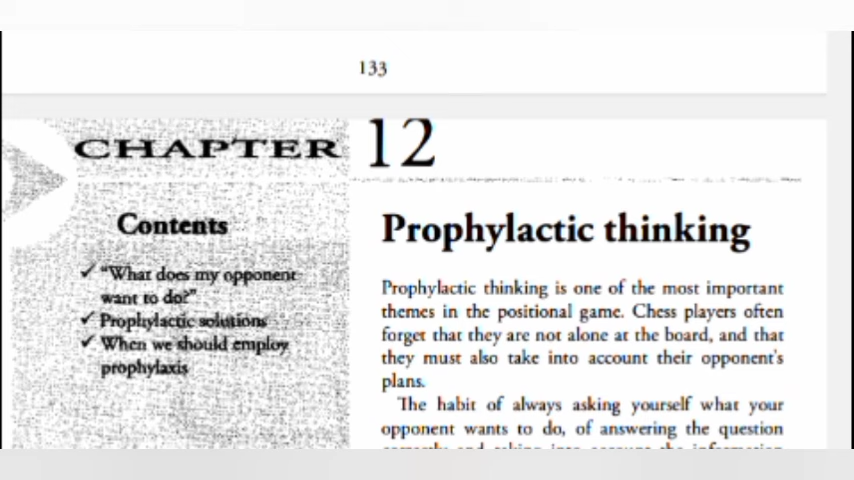 133
CHAPTER 12
Contents
✓ "What does my opponent
want to do?"
✓ Prophylactic solutions
✓ When we should employ
prophylaxis
Prophylactic thinking
Prophylactic thinking is one of the most important
themes in the positional game. Chess players often
forget that they are not alone at the board, and that
they must also take into account their opponent's
plans.
The habit of always asking yourself what your
opponent wants to do, of answering the question